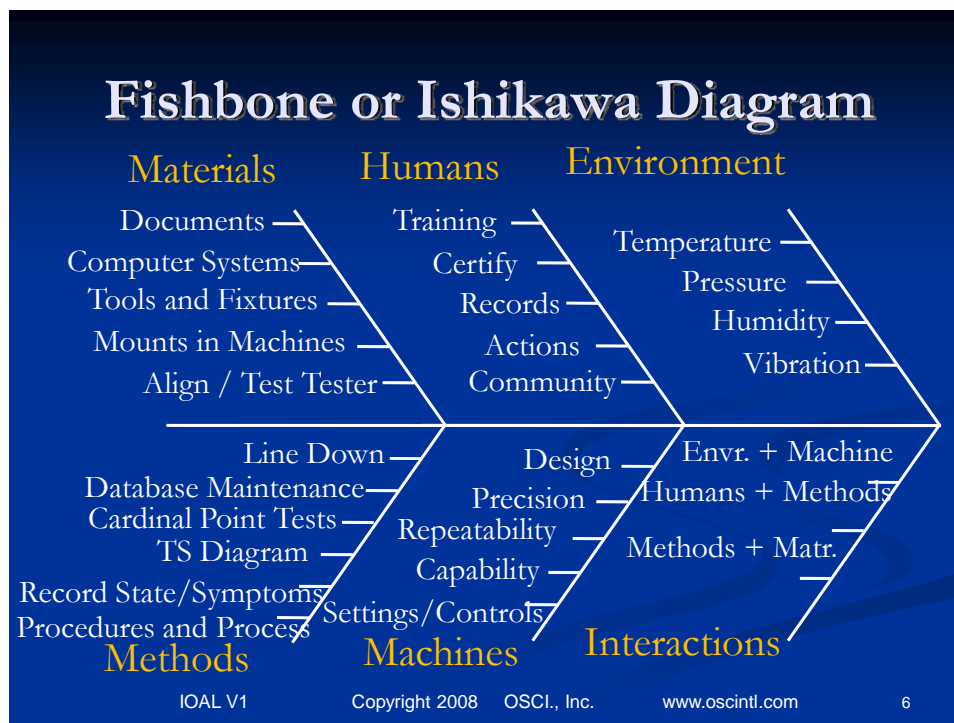 Fishbone or Ishikawa Diagram
Materials
Humans
Environment
Documents
Computer Systems
Tools and Fixtures
Mounts in Machines
Align / Test Tester
Training
Certify
Records
Actions
Community
Temperature
Pressure
Humidity
Vibration
Line Down
Database Maintenance
Cardinal Point Tests
TS Diagram
Record State/Symptoms
Procedures and Process
Methods
Design
Precision
Repeatability
Capability
Settings/Controls
Machines
Envr. + Machine
Humans + Methods
Methods + Matr.
Interactions
IOAL V1 Copyright 2008 OSCI., Inc. www.oscintl.com 6